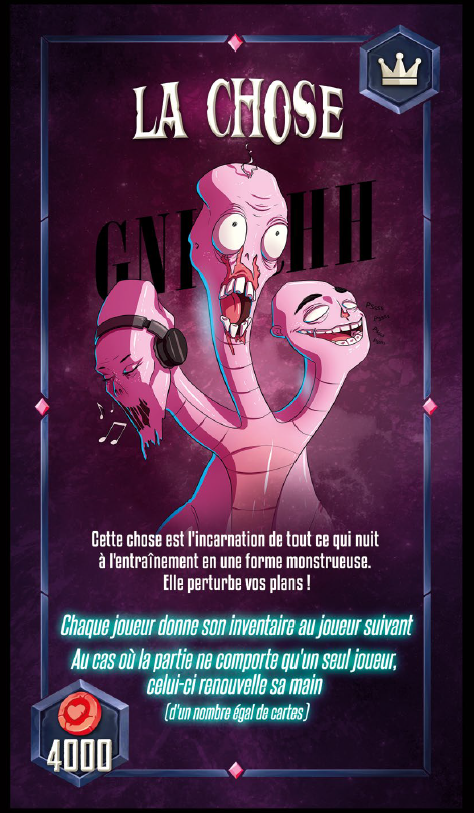 LA CHOSE
Cette chose est l'incarnation de tout ce qui nuit
à l'entraînement en une forme monstrueuse.
Elle perturbe vos plans !
Chaque joueur donne son inventaire au joueur suivant
Au cas où la partie ne comporte qu'un seul joueur,
celui-ci renouvelle sa main
(d'un nombre égal de cartes)
4000